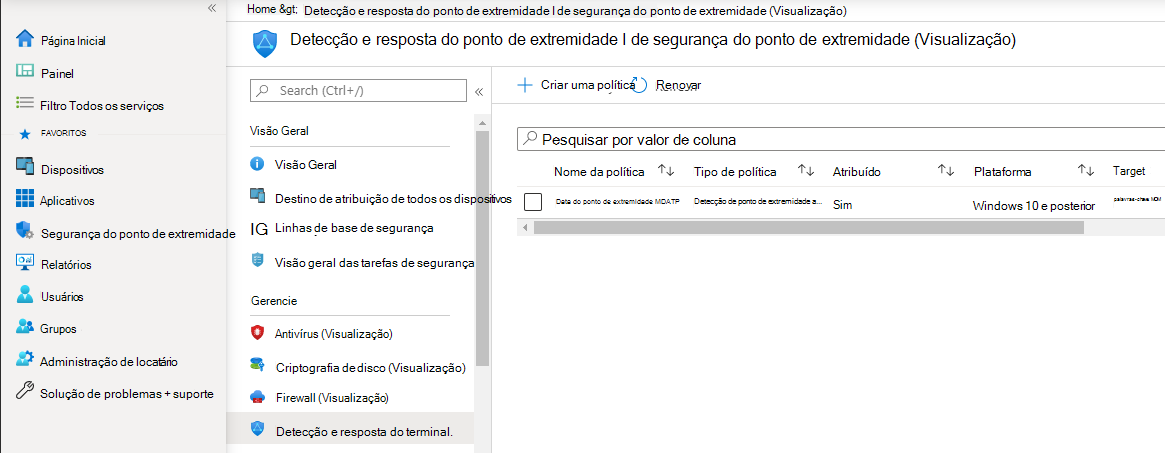 Home &gt; Detecção e resposta do ponto de extremidade I de segurança do ponto de extremidade (Visualização)
Detecção e resposta do ponto de extremidade I de segurança do ponto de extremidade (Visualização)
Página Inicial
Painel
Filtro Todos os serviços
FAVORITOS
Dispositivos
Aplicativos
Segurança do ponto de extremidade
Relatórios
Usuários
Grupos
Administração de locatário
Solução de problemas + suporte
Search (Ctrl+/)
Visão Geral
Visão Geral
Destino de atribuição de todos os dispositivos
IG Linhas de base de segurança
Visão geral das tarefas de segurança
Gerencie
Antivírus (Visualização)
Criptografia de disco (Visualização)
Firewall (Visualização)
Detecção e resposta do terminal.
Criar uma política Renovar
Pesquisar por valor de coluna
Nome da política Tipo de política Atribuído Plataforma Target
Data do ponto de extremidade MDATP Detecção de ponto de extremidade a... Sim Windows 10 e posterior palavras-chave MDM